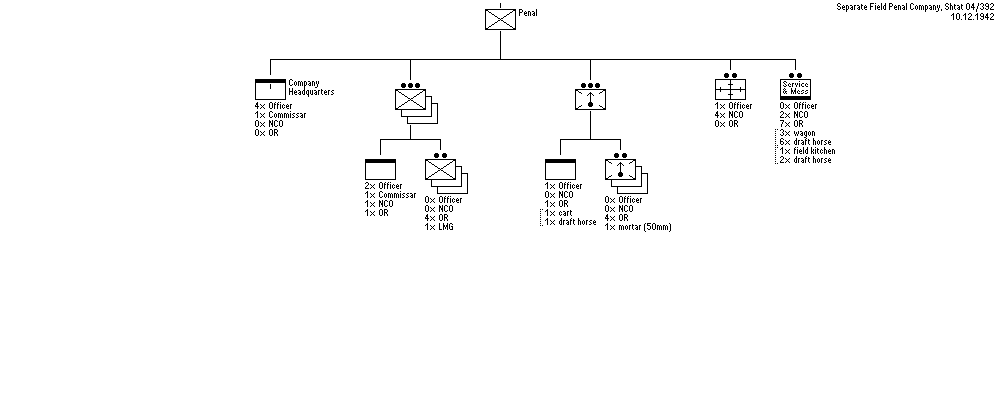 Separate Field Penal Company, Shtat 04/392
10.12.1942
Penal
Company
Headquarters
4× Officer
1× Commissar
0× NCO
0× OR
2× Officer
1× Commissar
1× NCO
1× OR
0× Officer
0× NCO
4× OR
1× LMG
1× Officer
0× NCO
1× OR
1× cart
1× draft horse
0× Officer
0× NCO
4× OR
1× mortar (50mm)
1× Officer
4× NCO
0× OR
Service
& Mess
0× Officer
2× NCO
7× OR
3× wagon
6× draft horse
1× field kitchen
2× draft horse